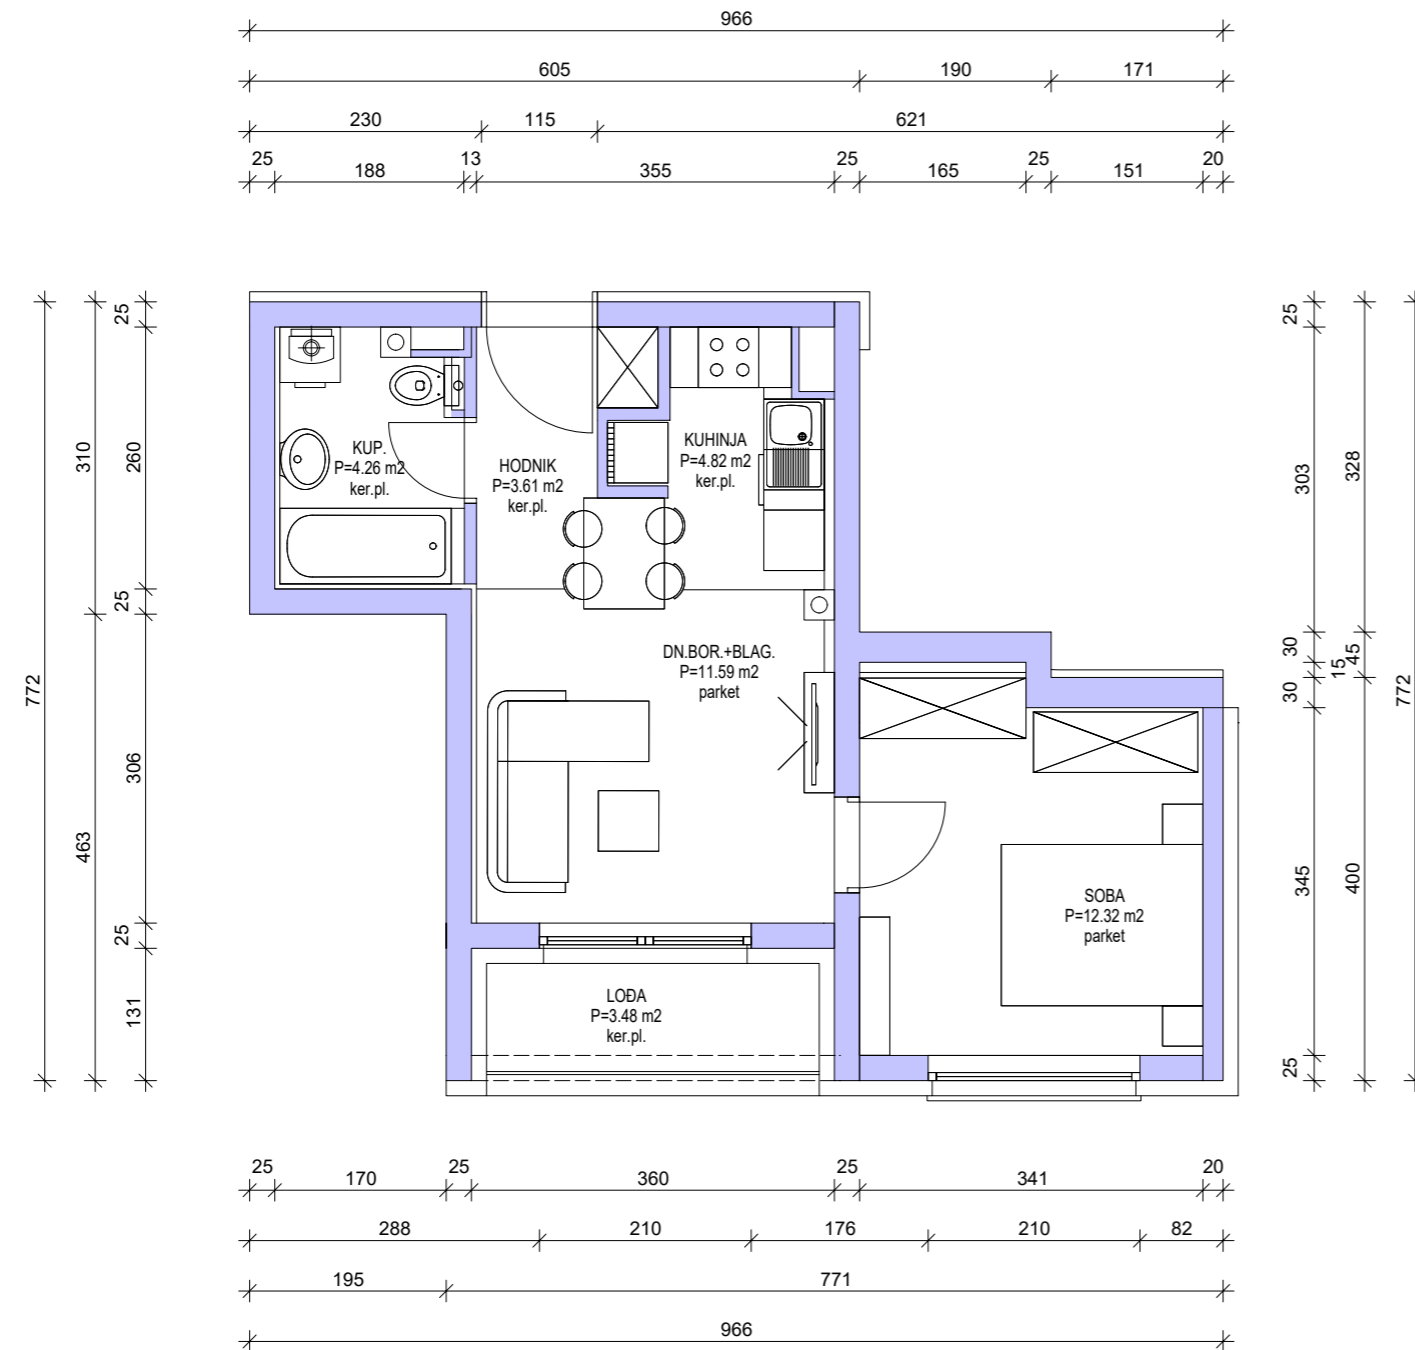 966
605 190 171
230 115 621
25 188 13 355 25 165 25 151 20
KUP.
P=4.26 m2
ker.pl.
HODNIK
P=3.61 m2
ker.pl.
KUHINJA
P=4.82 m2
ker.pl.
DN.BOR.+BLAG.
P=11.59 m2
parket
SOBA
P=12.32 m2
parket
LOĐA
P=3.48 m2
ker.pl.
772
310
463
25
260
25
306
25
131
25
303
30
15
30
345
25
328
45
400
772
25 170 25 360 25 341 20
288 210 176 210 82
195 771
966